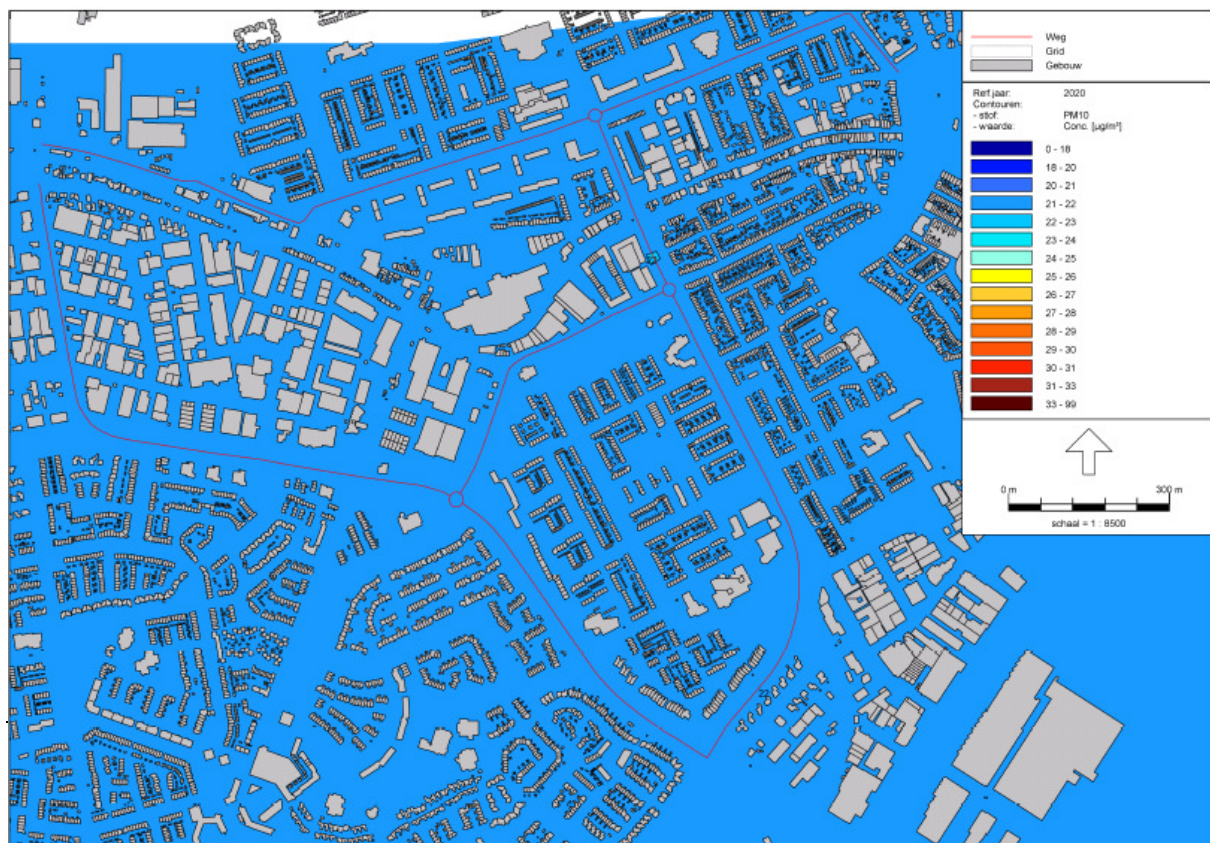 Weg
Grid
Gebouw
Ref.jaar: 2020
Contouren:
- stof: PM10
- waarde: Conc. [µg/m³]
0 - 18
18 - 20
20 - 21
21 - 22
22 - 23
23 - 24
24 - 25
25 - 26
26 - 27
27 - 28
28 - 29
29 - 30
30 - 31
31 - 33
33 - 99
0 m 300 m
schaal = 1 : 8500
22